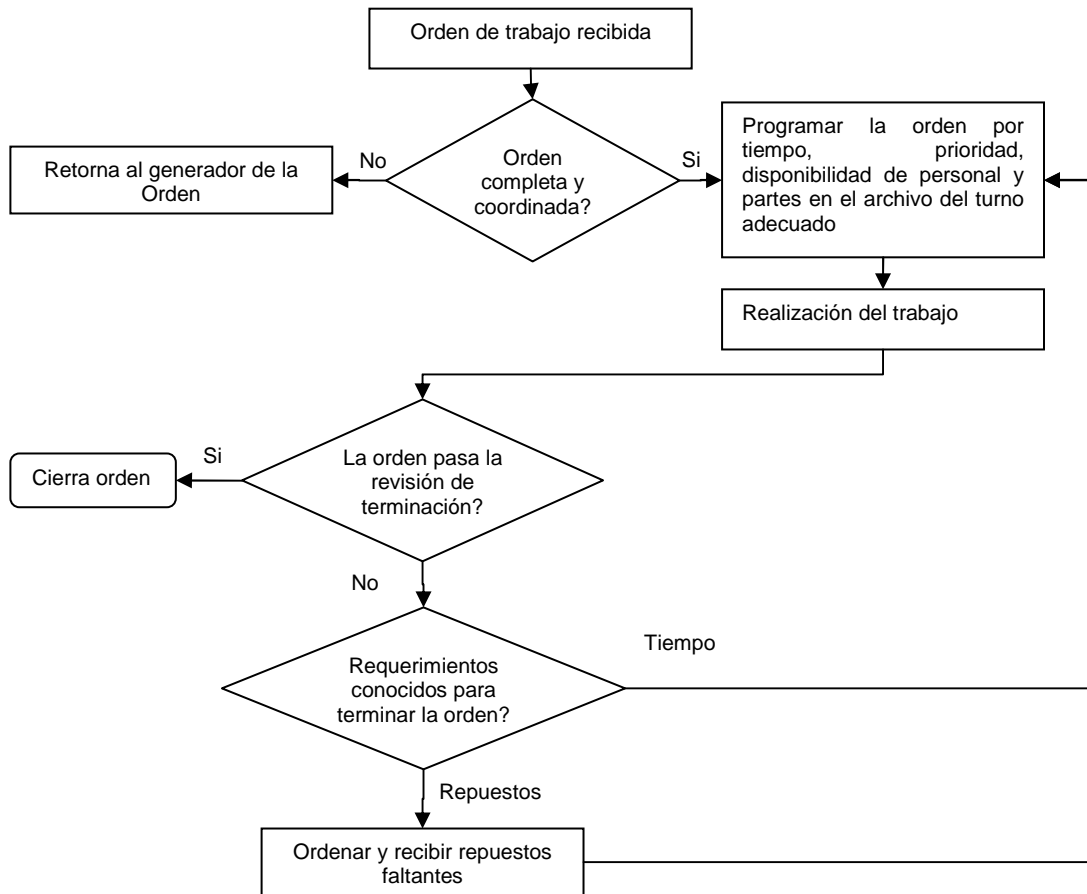 Orden de trabajo recibida
Orden
completa y
coordinada?
No
Si
Retorna al generador de la
Orden
Programar la orden por
tiempo, prioridad,
disponibilidad de personal y
partes en el archivo del turno
adecuado
Realización del trabajo
La orden pasa la
revisión de
terminación?
Si
Cierra orden
No
Requerimientos
conocidos para
terminar la orden?
Tiempo
Repuestos
Ordenar y recibir repuestos
faltantes